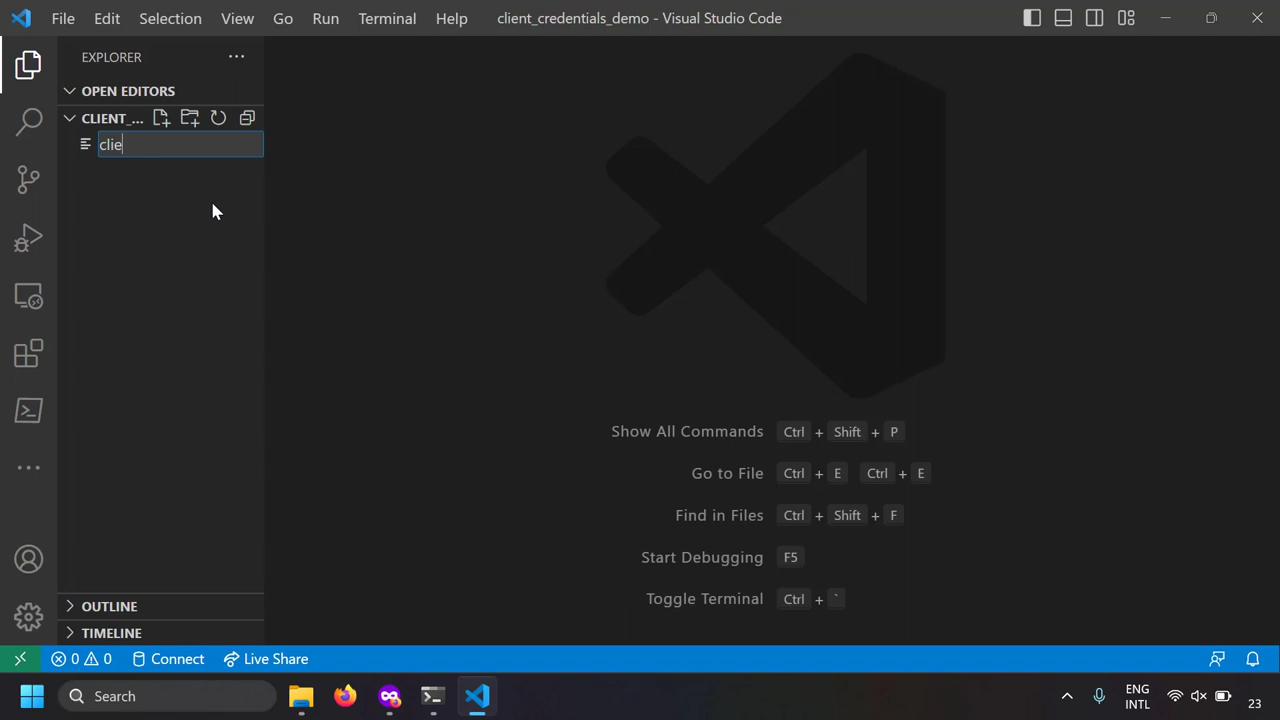 File Edit Selection View Go Run Terminal Help client_credentials_demo - Visual Studio Code
EXPLORER
OPEN EDITORS
CLIENT_...
clie
Show All Commands Ctrl + Shift + P
Go to File Ctrl + E Ctrl + E
Find in Files Ctrl + Shift + F
Start Debugging F5
Toggle Terminal Ctrl + `
OUTLINE
TIMELINE
0 0 Connect Live Share
Search
ENG
INTL
23